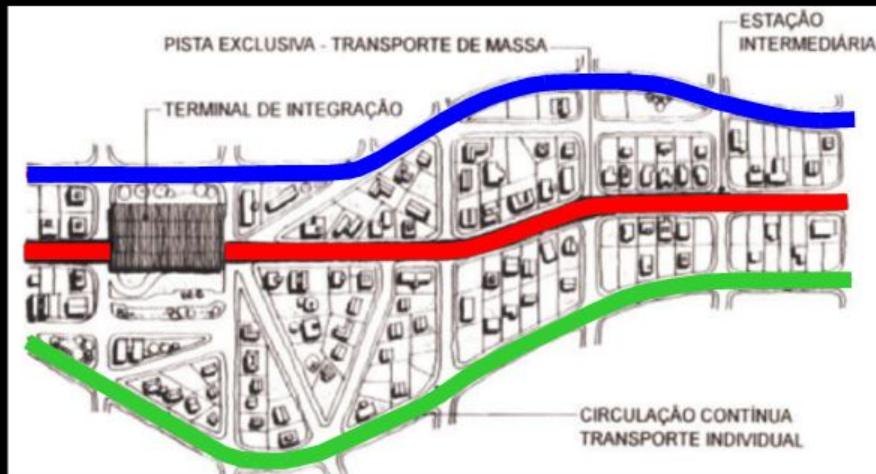 ESTAÇÃO
INTERMEDIÁRIA
PISTA EXCLUSIVA - TRANSPORTE DE MASSA
TERMINAL DE INTEGRAÇÃO
CIRCULAÇÃO CONTÍNUA
TRANSPORTE INDIVIDUAL